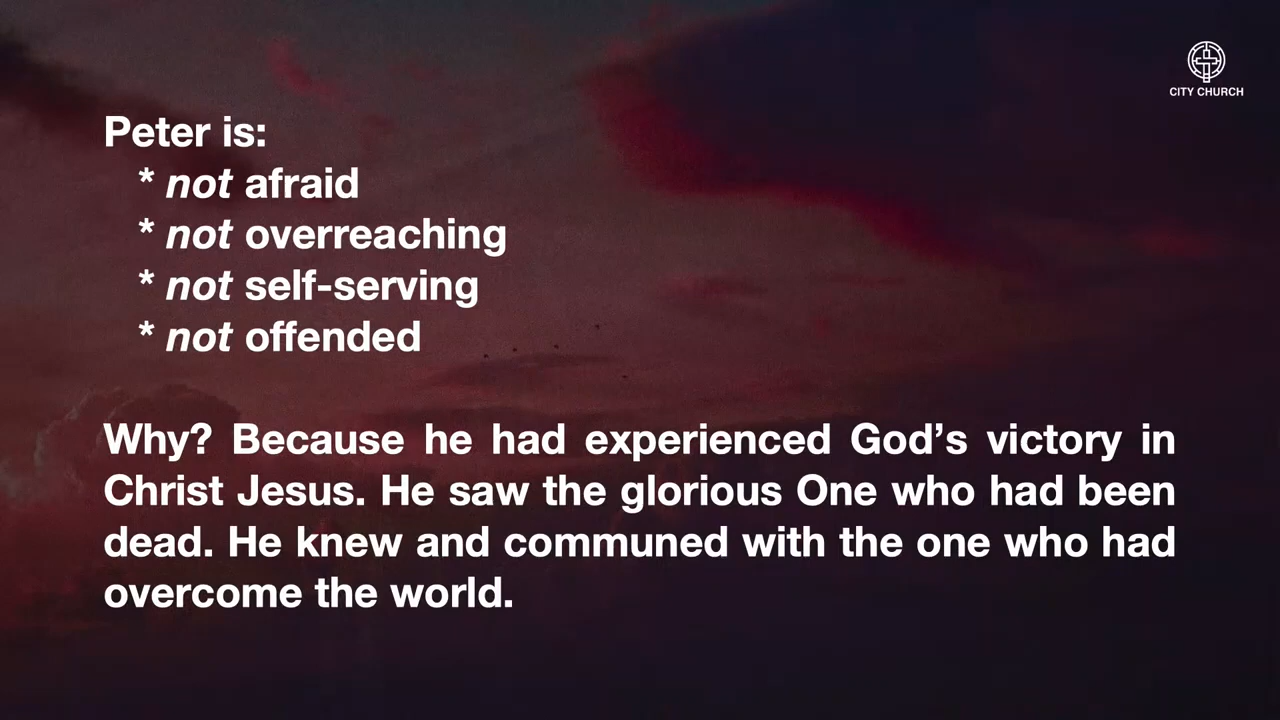 CITY CHURCH
Peter is:
* not afraid
* not overreaching
* not self-serving
* not offended
Why? Because he had experienced God’s victory in
Christ Jesus. He saw the glorious One who had been
dead. He knew and communed with the one who had
overcome the world.